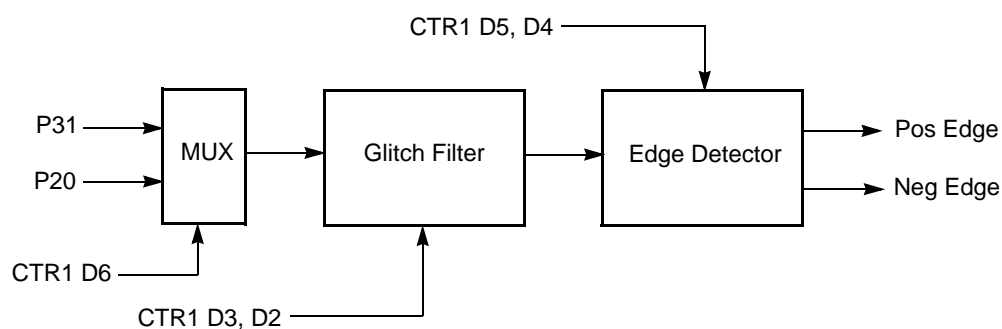 CTR1 D5, D4
P31
P20
MUX
Glitch Filter
Edge Detector
Pos Edge
Neg Edge
CTR1 D6
CTR1 D3, D2